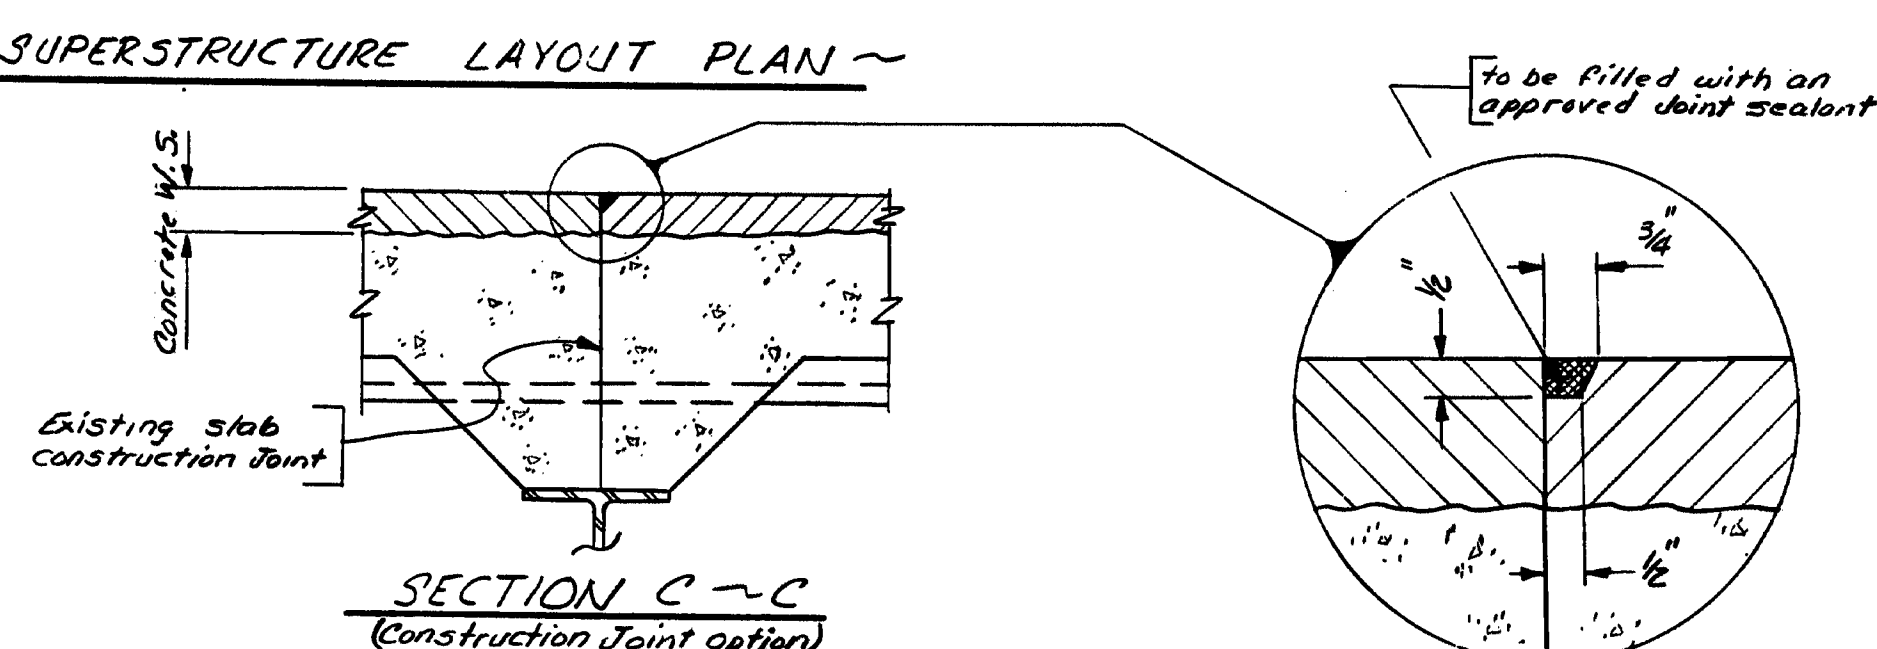 SUPERSTRUCTURE LAYOUT PLAN ~
to be filled with an
approved Joint sealant
Concrete W.S.
3/4"
1/2"
Existing slab
construction Joint
1/2"
SECTION C ~ C
(Construction Joint option)